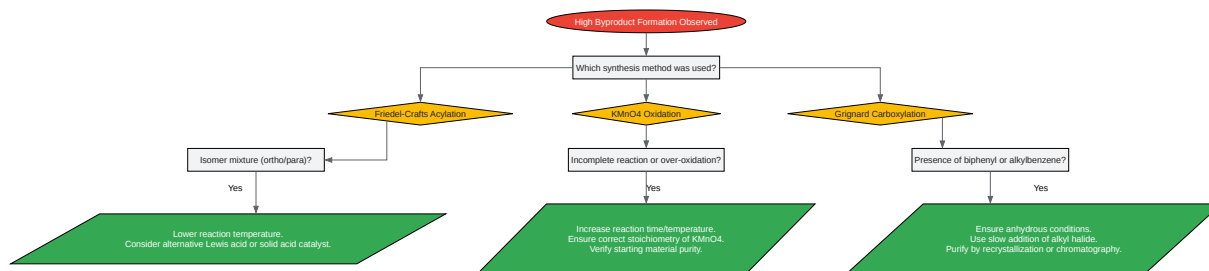 High Byproduct Formation Observed
Which synthesis method was used?
Friedel-Crafts Acylation
KMnO4 Oxidation
Grignard Carboxylation
Isomer mixture (ortho/para)?
Incomplete reaction or over-oxidation?
Presence of biphenyl or alkylbenzene?
Yes
Yes
Yes
Lower reaction temperature.
Consider alternative Lewis acid or solid acid catalyst.
Increase reaction time/temperature.
Ensure correct stoichiometry of KMnO4.
Verify starting material purity.
Ensure anhydrous conditions.
Use slow addition of alkyl halide.
Purify by recrystallization or chromatography.